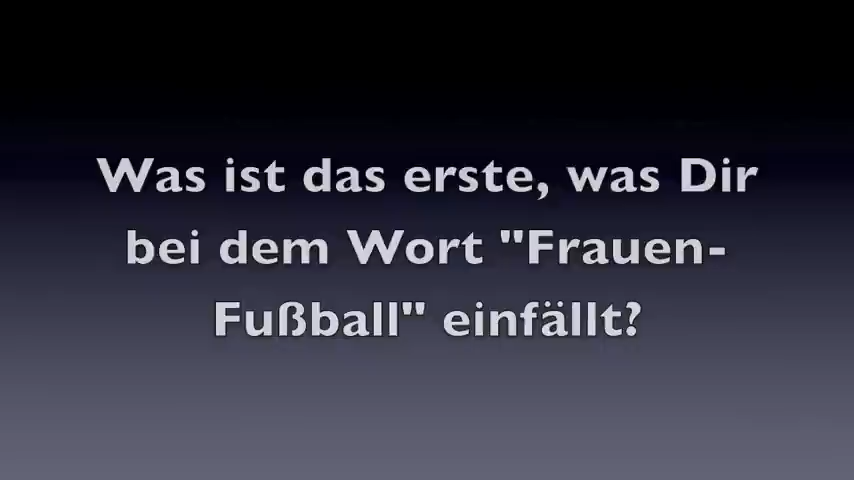 Was ist das erste, was Dir
bei dem Wort "Frauen-
Fußball" einfällt?